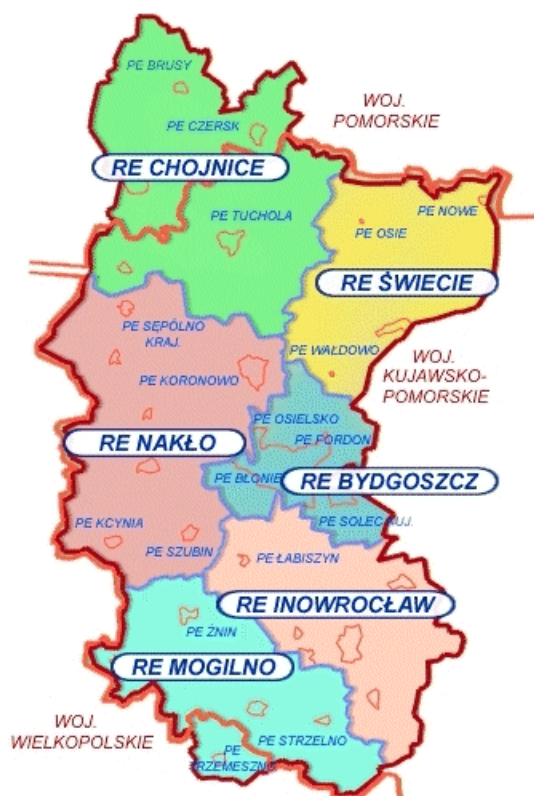 PE BRUSY
WOJ.
POMORSKIE
PE CZERSK
RE CHOJNICE
PE NOWE
PE TUCHOLA
PE OSIE
RE ŚWIECIE
PE SĘPÓLNO
KRAJ.
PE WAŁDOWO
WOJ.
KUJAWSKO-
POMORSKIE
PE KORONOWO
PE OSIELSKO
RE NAKŁO
PE FORDON
PE BŁONIE
RE BYDGOSZCZ
PE KCYNIA
PE SOLEC KUJ.
PE SZUBIN
PE ŁABISZYN
RE INOWROCŁAW
PE ŻNIN
RE MOGILNO
WOJ.
WIELKOPOLSKIE
PE STRZELNO
PE
TRZEMESZNO